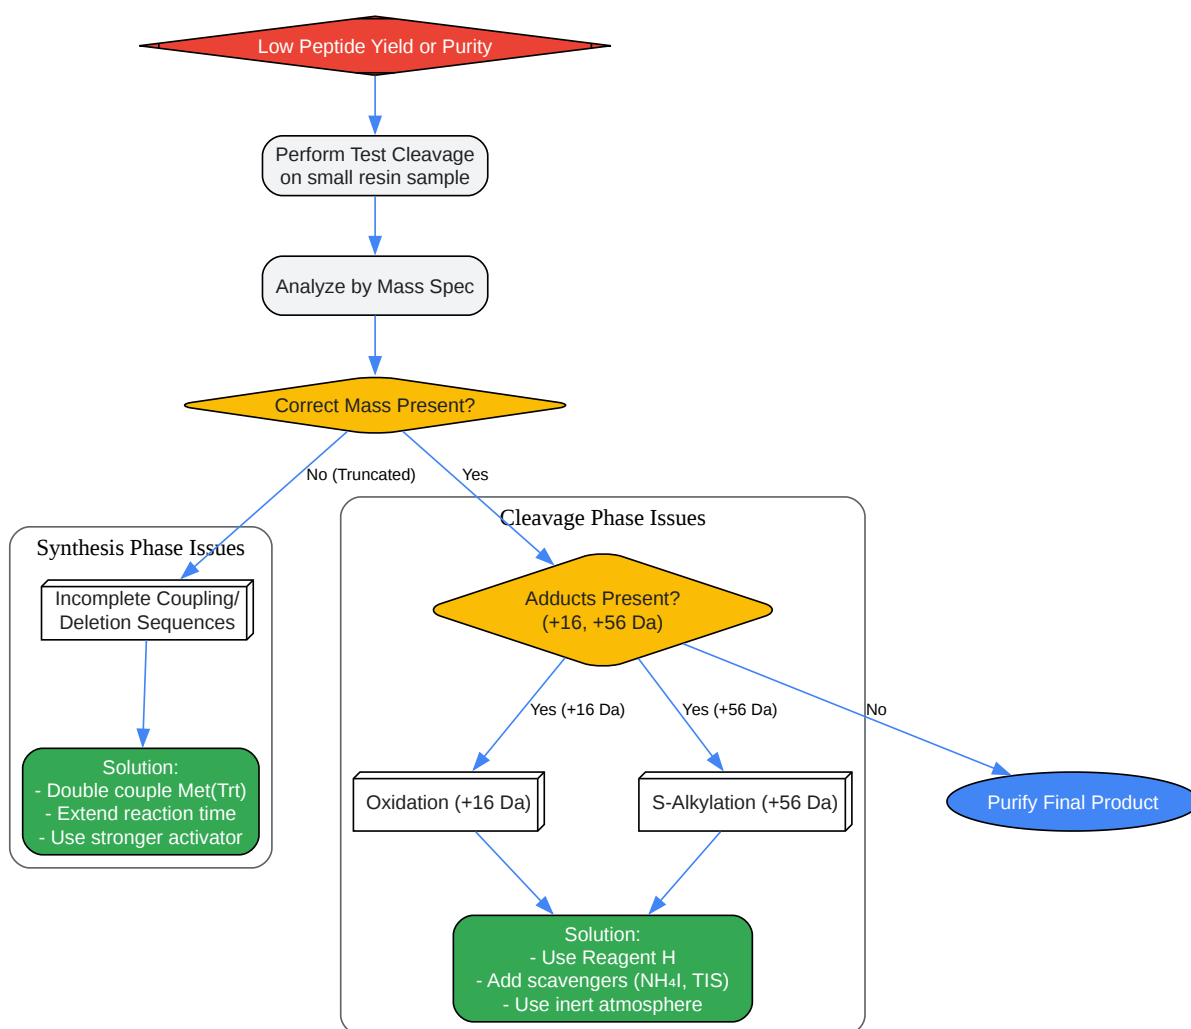 Low Peptide Yield or Purity
Perform Test Cleavage
on small resin sample
Analyze by Mass Spec
Correct Mass Present?
No (Truncated)
Yes
Synthesis Phase Issues
Incomplete Coupling/
Deletion Sequences
Solution:
- Double couple Met(Trt)
- Extend reaction time
- Use stronger activator
Cleavage Phase Issues
Adducts Present?
(+16, +56 Da)
Yes (+16 Da)
Yes (+56 Da)
No
Oxidation (+16 Da)
S-Alkylation (+56 Da)
Purify Final Product
Solution:
- Use Reagent H
- Add scavengers (NH₄I, TIS)
- Use inert atmosphere